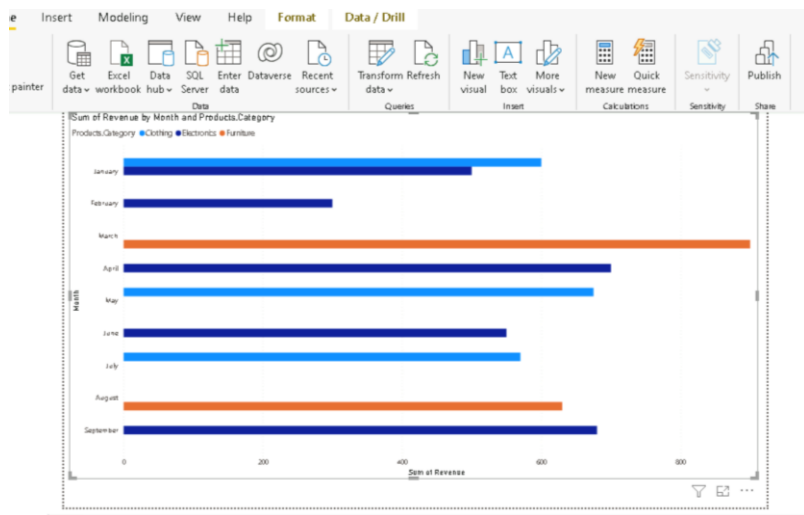 Insert Modeling View Help Format Data / Drill
painter
Get data Excel workbook Data hub SQL Server Enter data Dataverse Recent sources Transform data Refresh New visual Text box More visuals New measure Quick measure Sensitivity Publish
A
Data Queries Insert Calculations Sensitivity Share
Sum of Revenue by Month and Products.Category
Products.Category Clothing Electronics Furniture
January
February
March
April
May
Month
June
July
August
September
0 200 400 600 800
Sum of Revenue